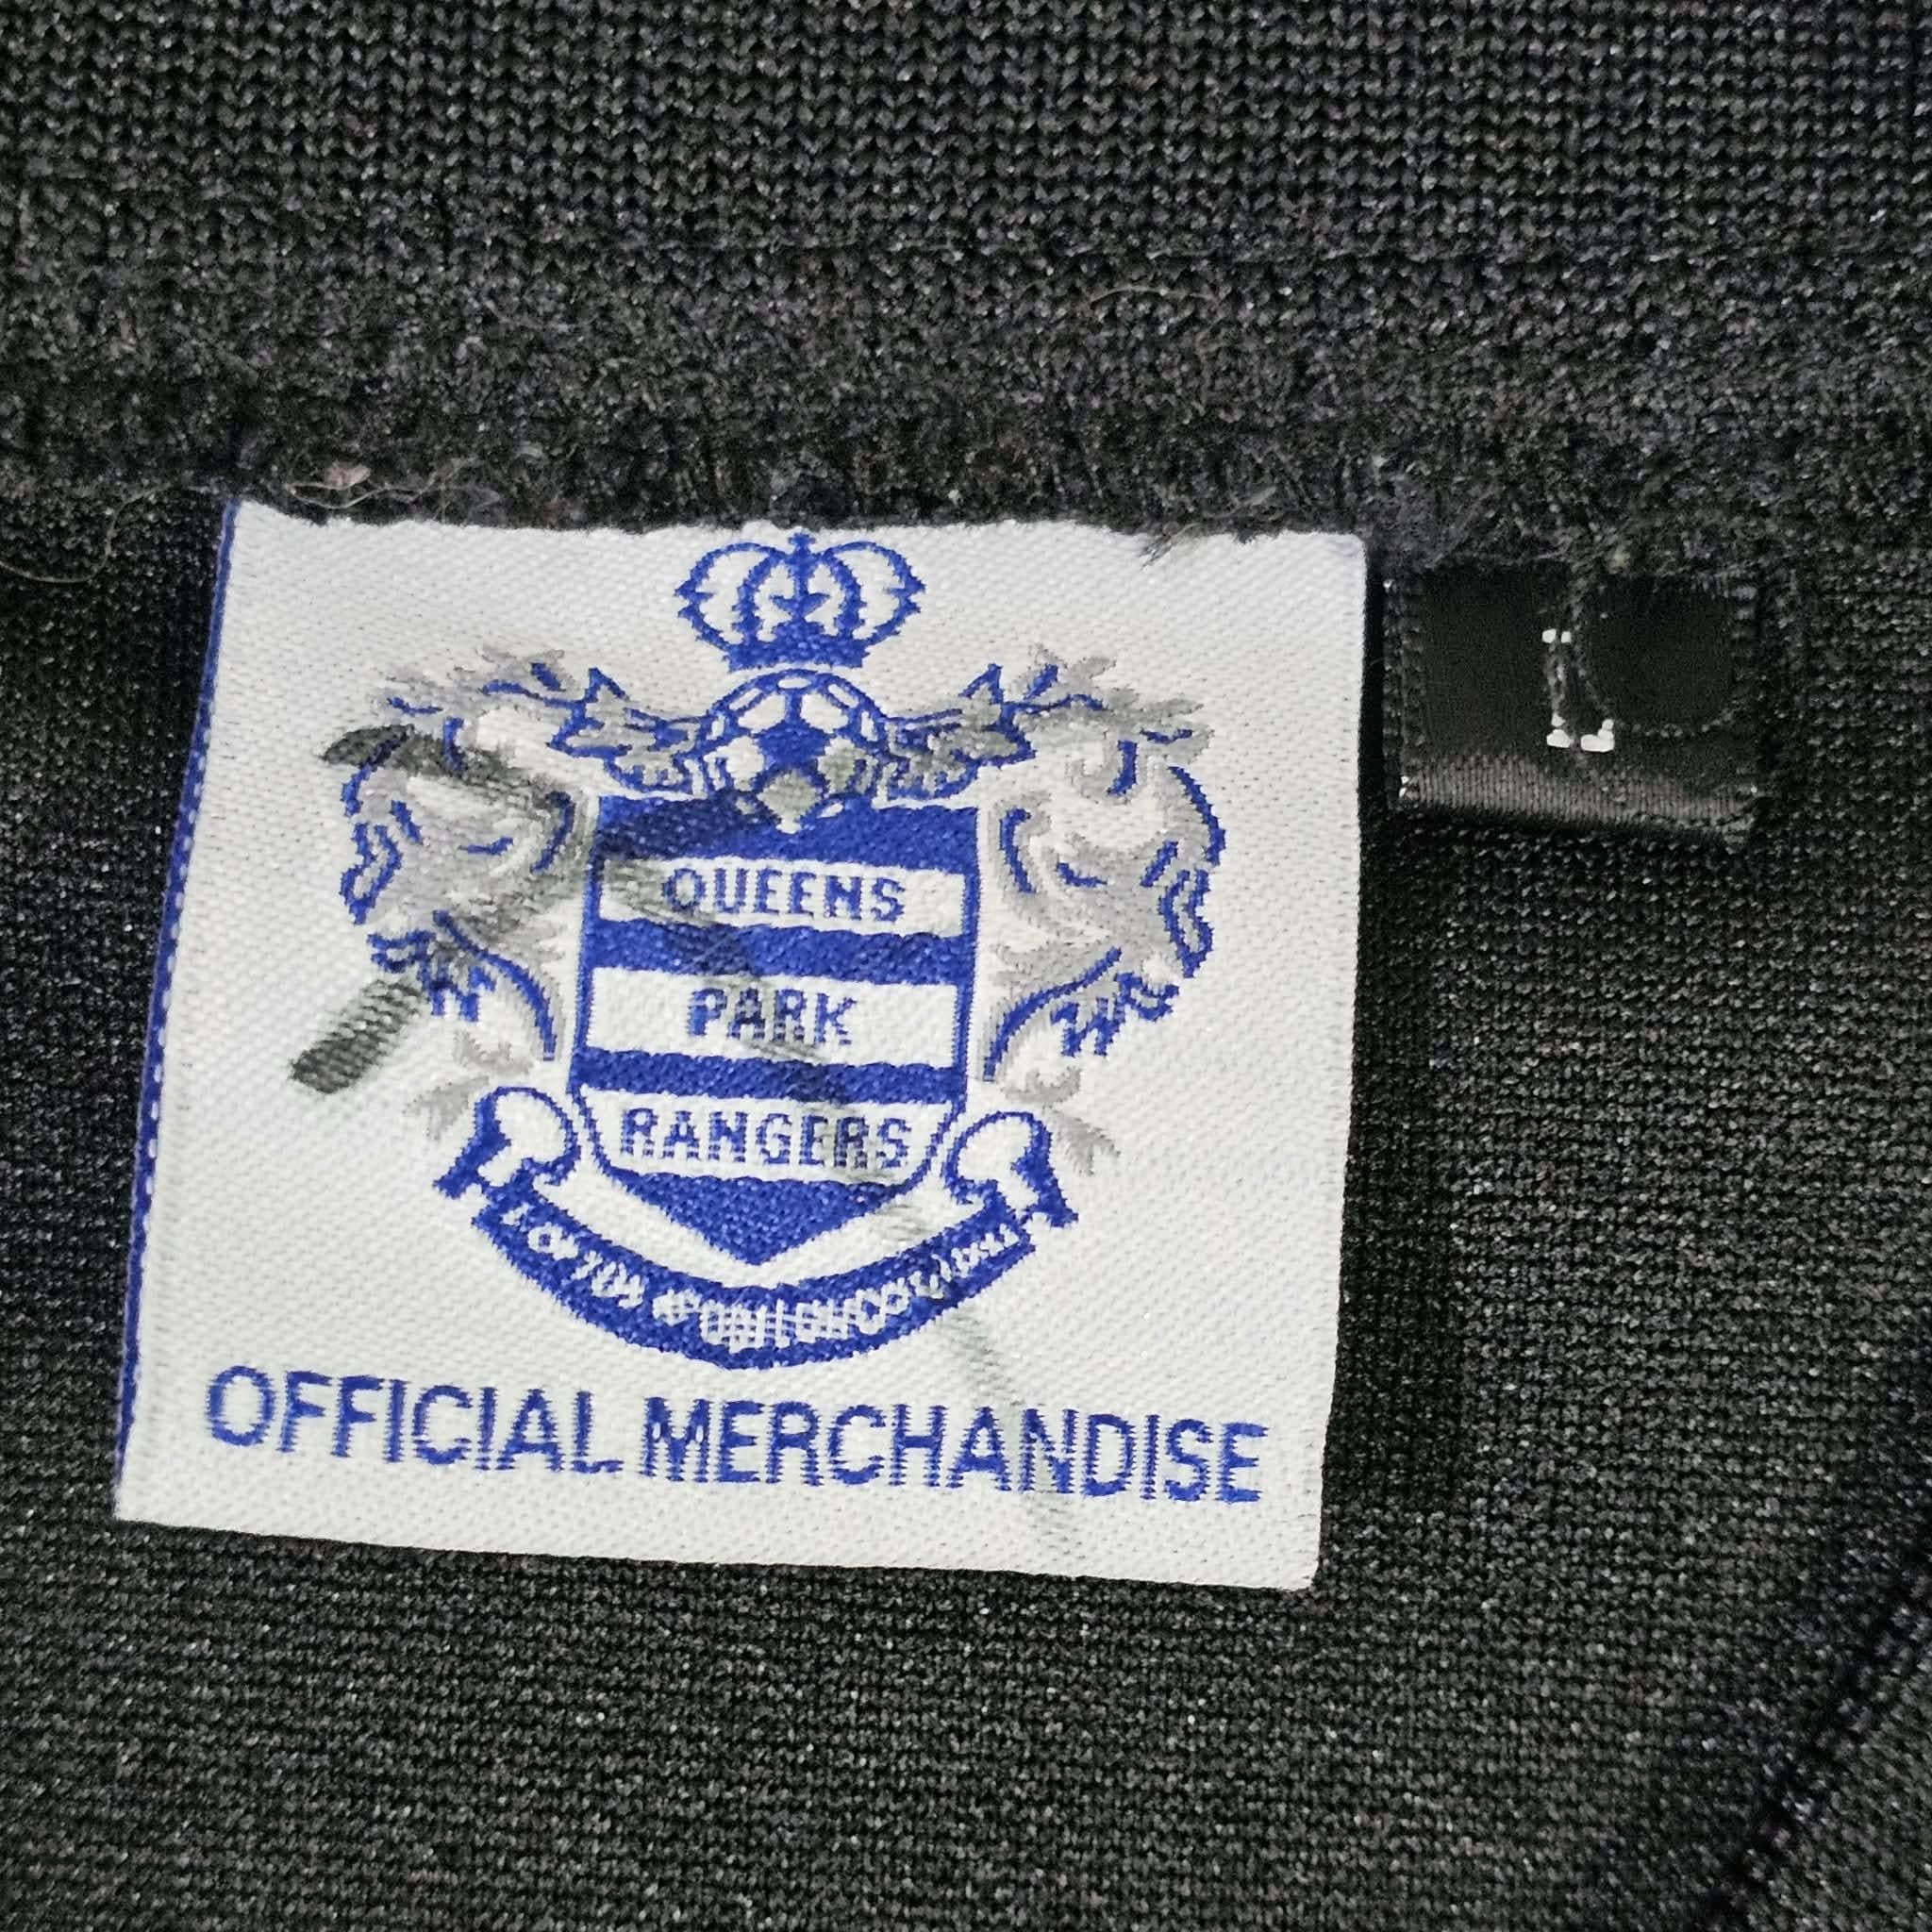 QUEENS
PARK
RANGERS
OFFICIAL MERCHANDISE
L